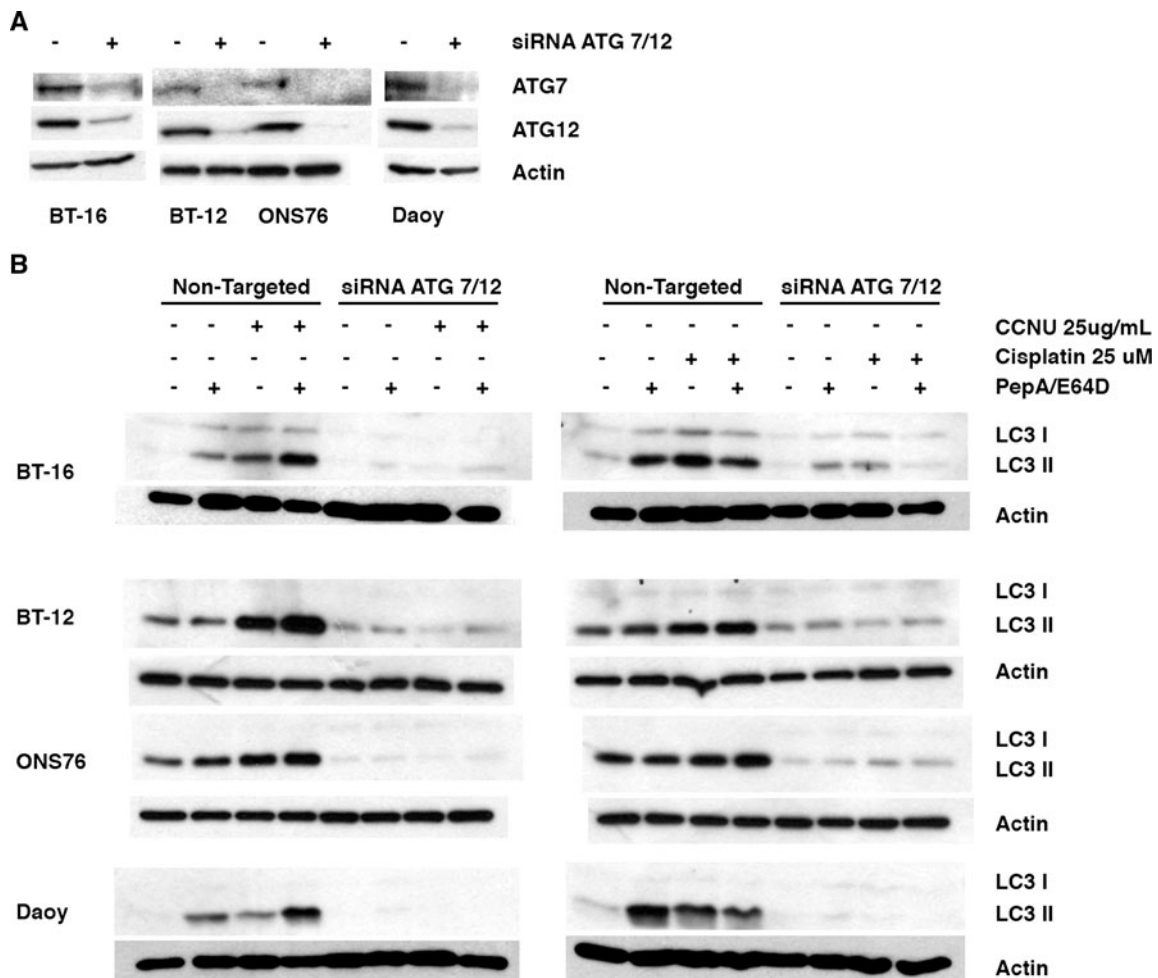 A
- + - + - + - + siRNA ATG 7/12
ATG7
ATG12
Actin
BT-16 BT-12 ONS76 Daoy
B
Non-Targeted siRNA ATG 7/12 Non-Targeted siRNA ATG 7/12
- - + + - - + + - - - - - - - - CCNU 25ug/mL
- - - - - - - - - - + + - - + + Cisplatin 25 uM
- + - + - + - + - + - + - + - + PepA/E64D
LC3 I
BT-16 LC3 II
Actin
LC3 I
BT-12 LC3 II
Actin
LC3 I
ONS76 LC3 II
Actin
LC3 I
Daoy LC3 II
Actin